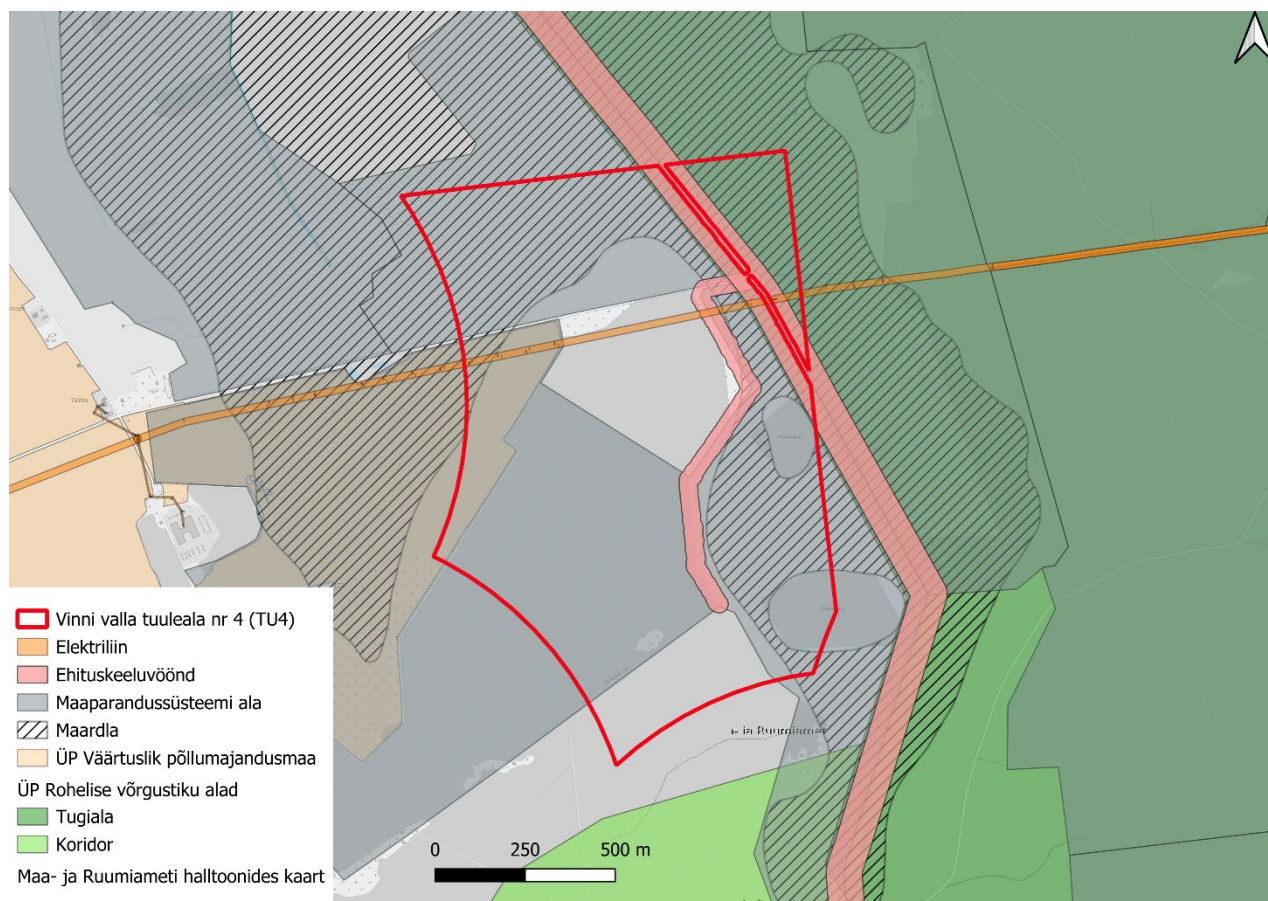 Vinni valla tuuleala nr 4 (TU4)
Elektriliin
Ehituskeeluvöönd
Maaparandussüsteemi ala
Maardla
ÜP Väärtuslik põllumajandusmaa
ÜP Rohelise võrgustiku alad
Tugiala
Koridor
Maa- ja Ruumiameti halltoonides kaart
0 250 500 m